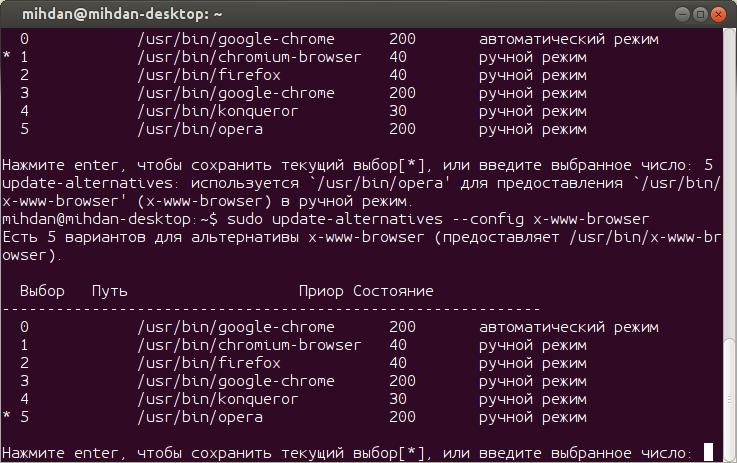 mihdan@mihdan-desktop: ~
0 /usr/bin/google-chrome 200 автоматический режим
* 1 /usr/bin/chromium-browser 40 ручной режим
2 /usr/bin/firefox 40 ручной режим
3 /usr/bin/google-chrome 200 ручной режим
4 /usr/bin/konqueror 30 ручной режим
5 /usr/bin/opera 200 ручной режим
Нажмите enter, чтобы сохранить текущий выбор[*], или введите выбранное число: 5
update-alternatives: используется `/usr/bin/opera' для предоставления `/usr/bin/
x-www-browser' (x-www-browser) в ручной режим.
mihdan@mihdan-desktop:~$ sudo update-alternatives --config x-www-browser
Есть 5 вариантов для альтернативы x-www-browser (предоставляет /usr/bin/x-www-br
owser).
Выбор Путь Приор Состояние
------------------------------------------------------------
0 /usr/bin/google-chrome 200 автоматический режим
1 /usr/bin/chromium-browser 40 ручной режим
2 /usr/bin/firefox 40 ручной режим
3 /usr/bin/google-chrome 200 ручной режим
4 /usr/bin/konqueror 30 ручной режим
* 5 /usr/bin/opera 200 ручной режим
Нажмите enter, чтобы сохранить текущий выбор[*], или введите выбранное число: